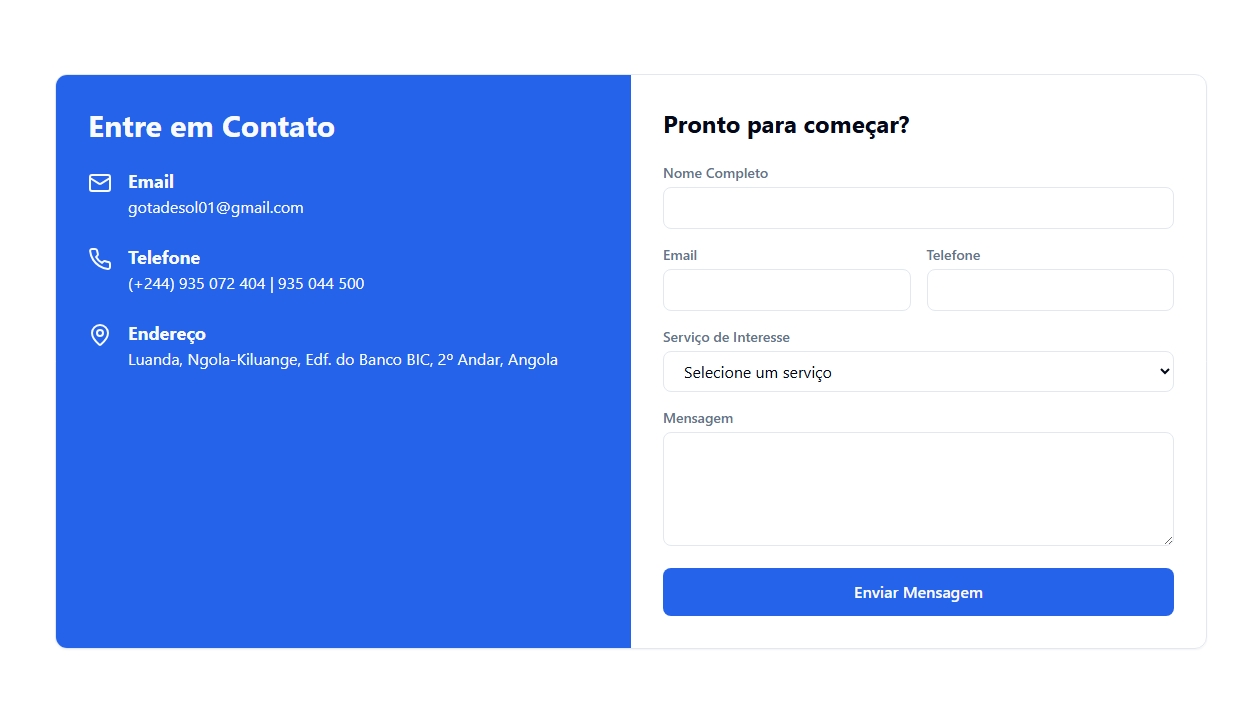 Entre em Contato
Email
gotadesol01@gmail.com
Telefone
(+244) 935 072 404 | 935 044 500
Endereço
Luanda, Ngola-Kiluange, Edf. do Banco BIC, 2º Andar, Angola
Pronto para começar?
Nome Completo
Email
Telefone
Serviço de Interesse
Selecione um serviço
Mensagem
Enviar Mensagem